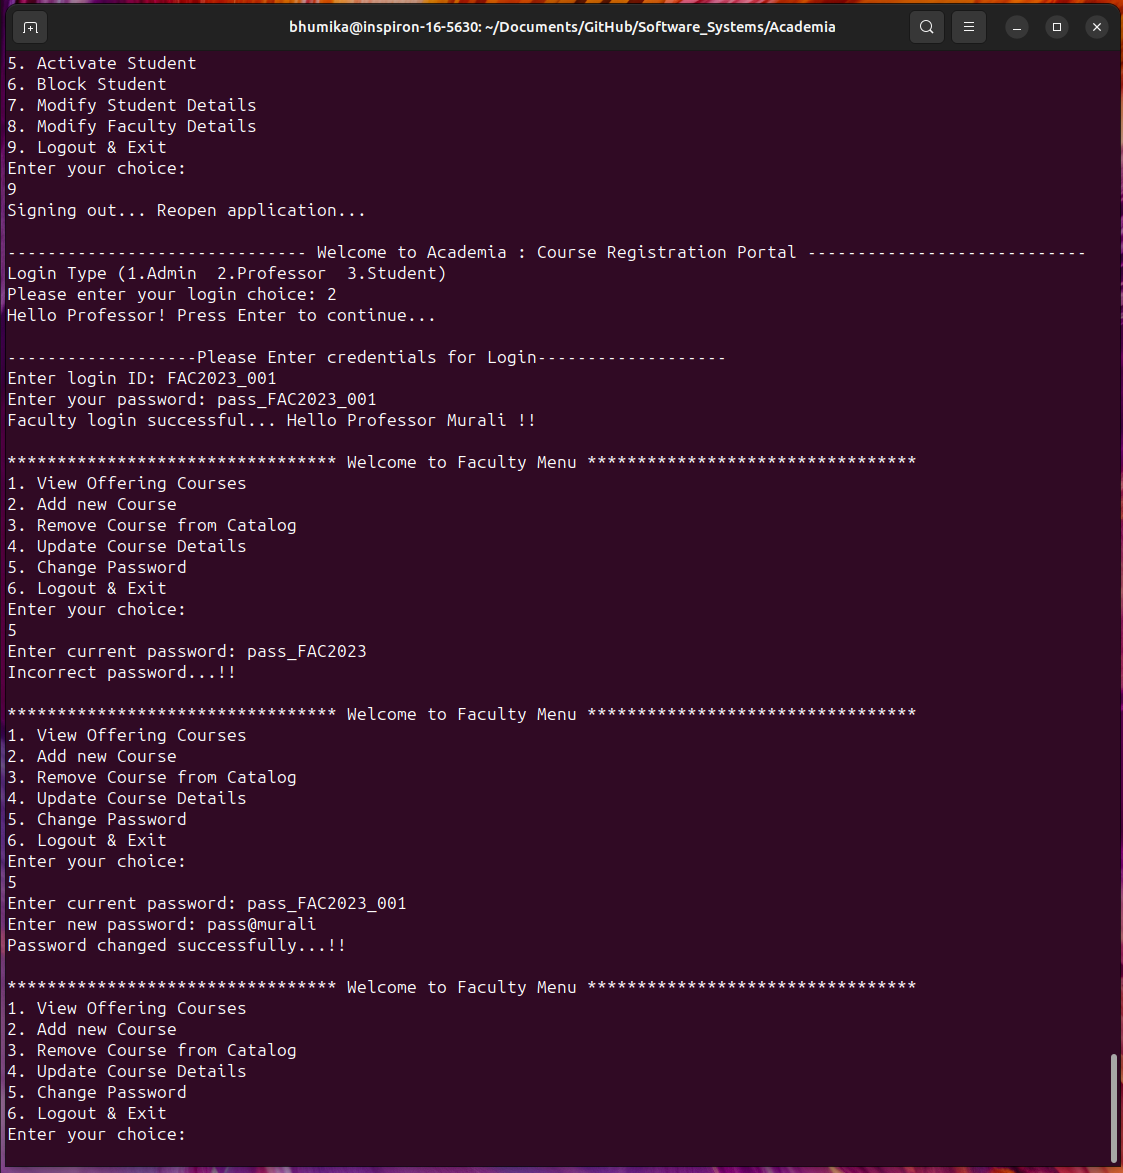 bhumika@inspiron-16-5630: ~/Documents/GitHub/Software_Systems/Academia
5. Activate Student
6. Block Student
7. Modify Student Details
8. Modify Faculty Details
9. Logout & Exit
Enter your choice:
9
Signing out... Reopen application...

------------------------------ Welcome to Academia : Course Registration Portal ----------------------------
Login Type (1.Admin  2.Professor  3.Student)
Please enter your login choice: 2
Hello Professor! Press Enter to continue...

-------------------Please Enter credentials for Login-------------------
Enter login ID: FAC2023_001
Enter your password: pass_FAC2023_001
Faculty login successful... Hello Professor Murali !!

********************************* Welcome to Faculty Menu *********************************
1. View Offering Courses
2. Add new Course
3. Remove Course from Catalog
4. Update Course Details
5. Change Password
6. Logout & Exit
Enter your choice:
5
Enter current password: pass_FAC2023
Incorrect password...!!

********************************* Welcome to Faculty Menu *********************************
1. View Offering Courses
2. Add new Course
3. Remove Course from Catalog
4. Update Course Details
5. Change Password
6. Logout & Exit
Enter your choice:
5
Enter current password: pass_FAC2023_001
Enter new password: pass@murali
Password changed successfully...!!

********************************* Welcome to Faculty Menu *********************************
1. View Offering Courses
2. Add new Course
3. Remove Course from Catalog
4. Update Course Details
5. Change Password
6. Logout & Exit
Enter your choice: